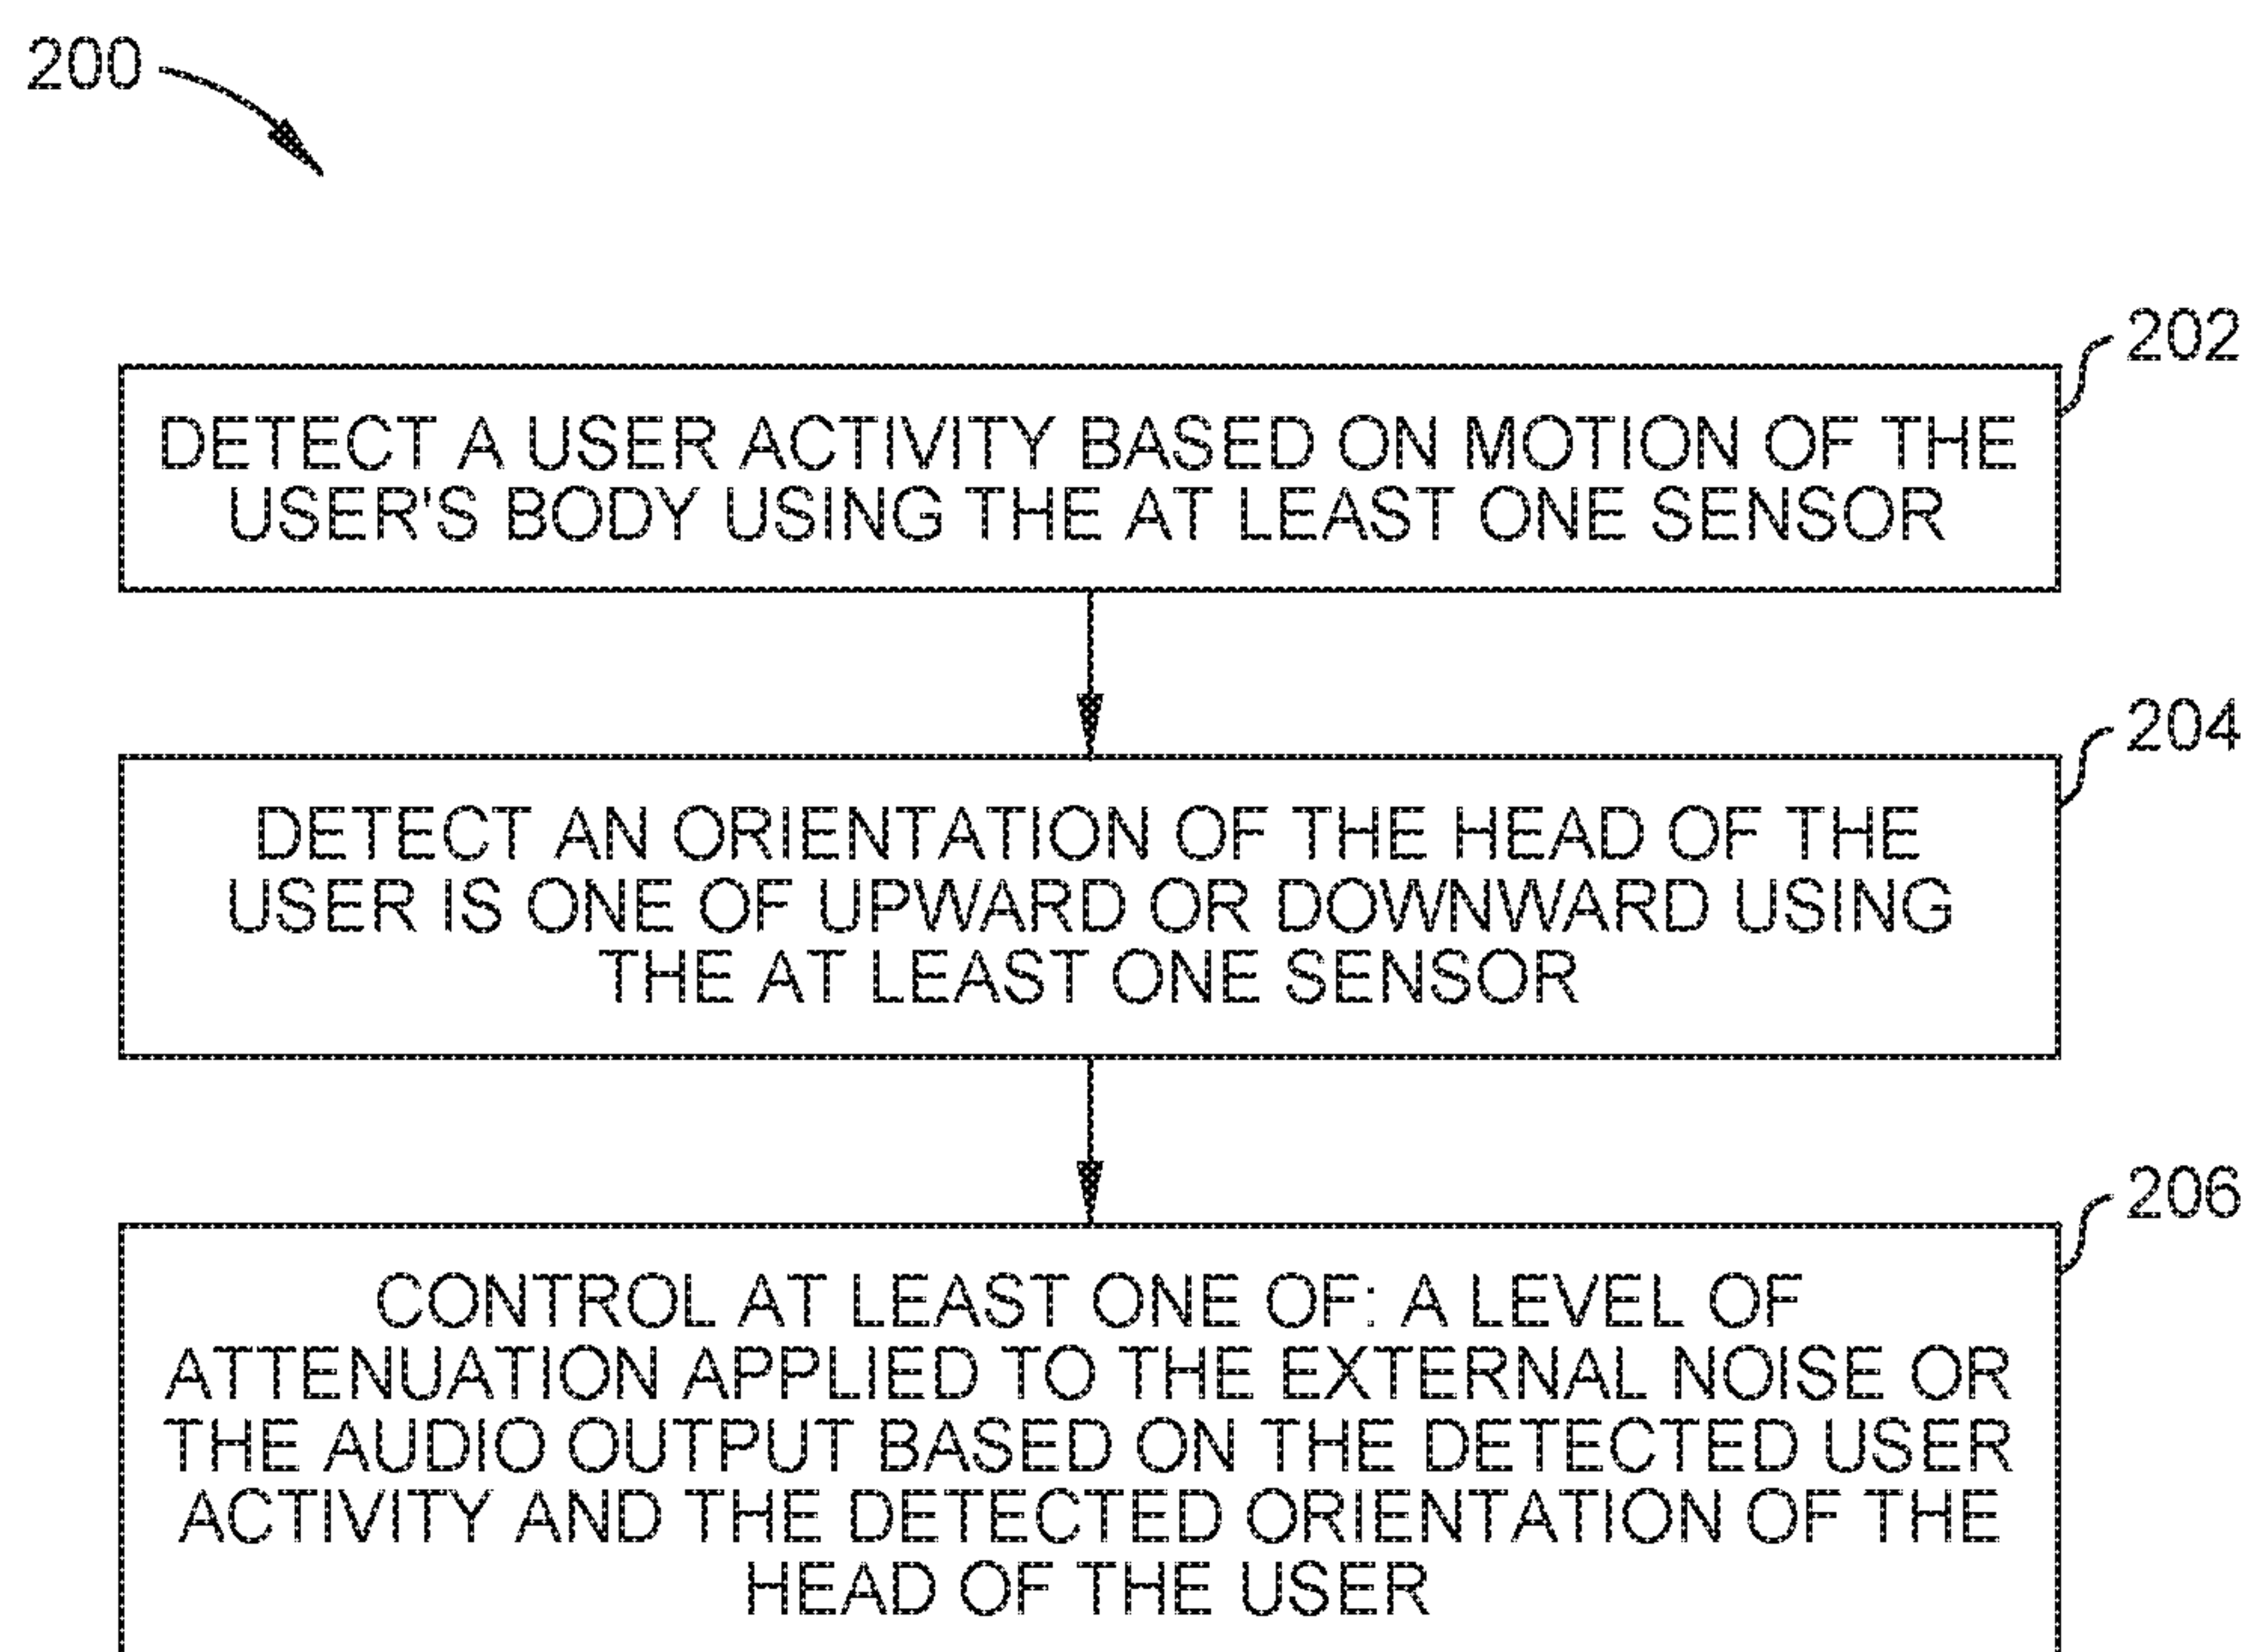 200
202
DETECT A USER ACTIVITY BASED ON MOTION OF THE
USER'S BODY USING THE AT LEAST ONE SENSOR
204
DETECT AN ORIENTATION OF THE HEAD OF THE
USER IS ONE OF UPWARD OR DOWNWARD USING
THE AT LEAST ONE SENSOR
206
CONTROL AT LEAST ONE OF: A LEVEL OF
ATTENUATION APPLIED TO THE EXTERNAL NOISE OR
THE AUDIO OUTPUT BASED ON THE DETECTED USER
ACTIVITY AND THE DETECTED ORIENTATION OF THE
HEAD OF THE USER